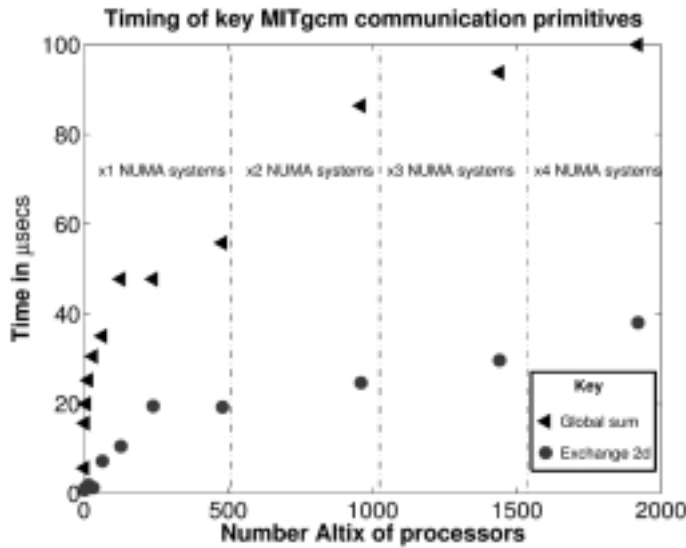 Timing of key MITgcm communication primitives
100
80
60
40
20
0
Time in µsecs
x1 NUMA systems
x2 NUMA systems
x3 NUMA systems
x4 NUMA systems
Key
Global sum
Exchange 2d
0
500
1000
1500
2000
Number Altix of processors